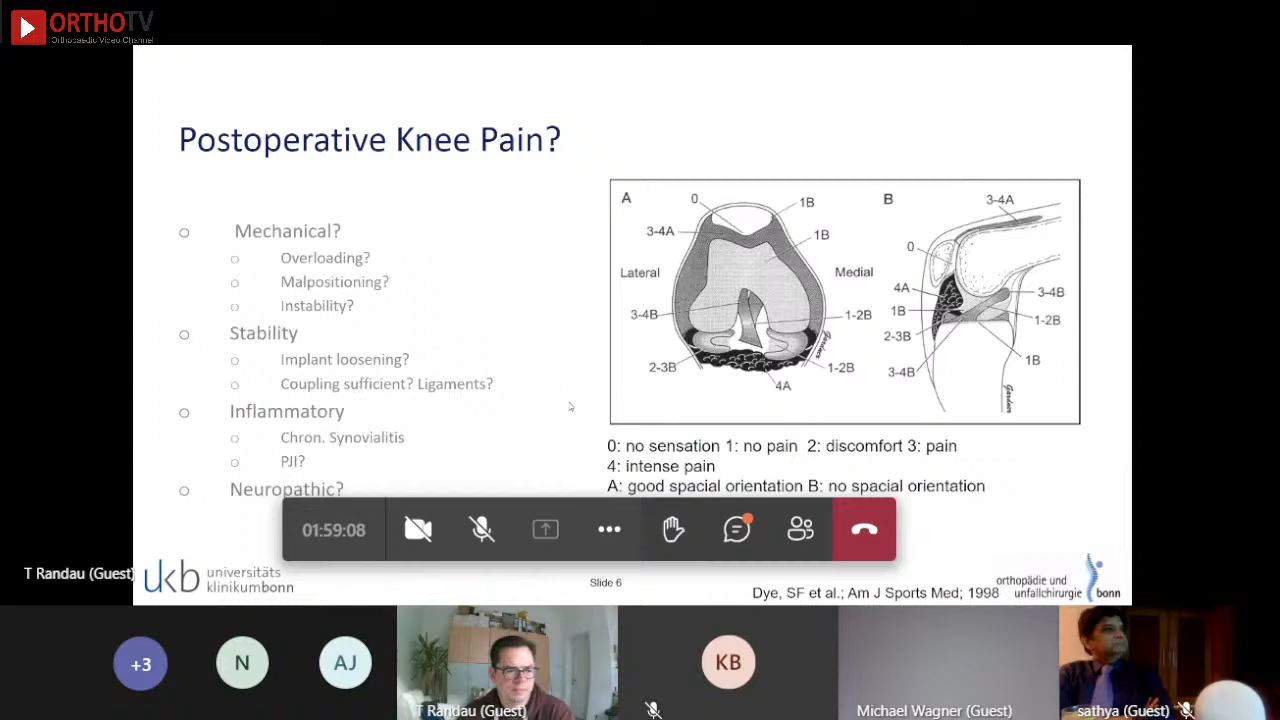 ORTHOTV
Orthopaedic Video Channel
Postoperative Knee Pain?
Mechanical?
Overloading?
Malpositioning?
Instability?
Stability
Implant loosening?
Coupling sufficient? Ligaments?
Inflammatory
Chron. Synovialitis
PJI?
Neuropathic?
A
0
1B
3-4A
1B
Lateral
Medial
3-4B
1-2B
2-3B
1-2B
4A
Gardner
B
3-4A
0
4A
3-4B
1B
1-2B
2-3B
1B
3-4B
Gardner
0: no sensation 1: no pain 2: discomfort 3: pain
4: intense pain
A: good spacial orientation B: no spacial orientation
01:59:08
T Randau (Guest)
ukb universitäts
klinikumbonn
Slide 6
Dye, SF et al.; Am J Sports Med; 1998
orthopädie und
unfallchirurgie bonn
+3
N
AJ
T Randau (Guest)
KB
Michael Wagner (Guest)
sathya (Guest)